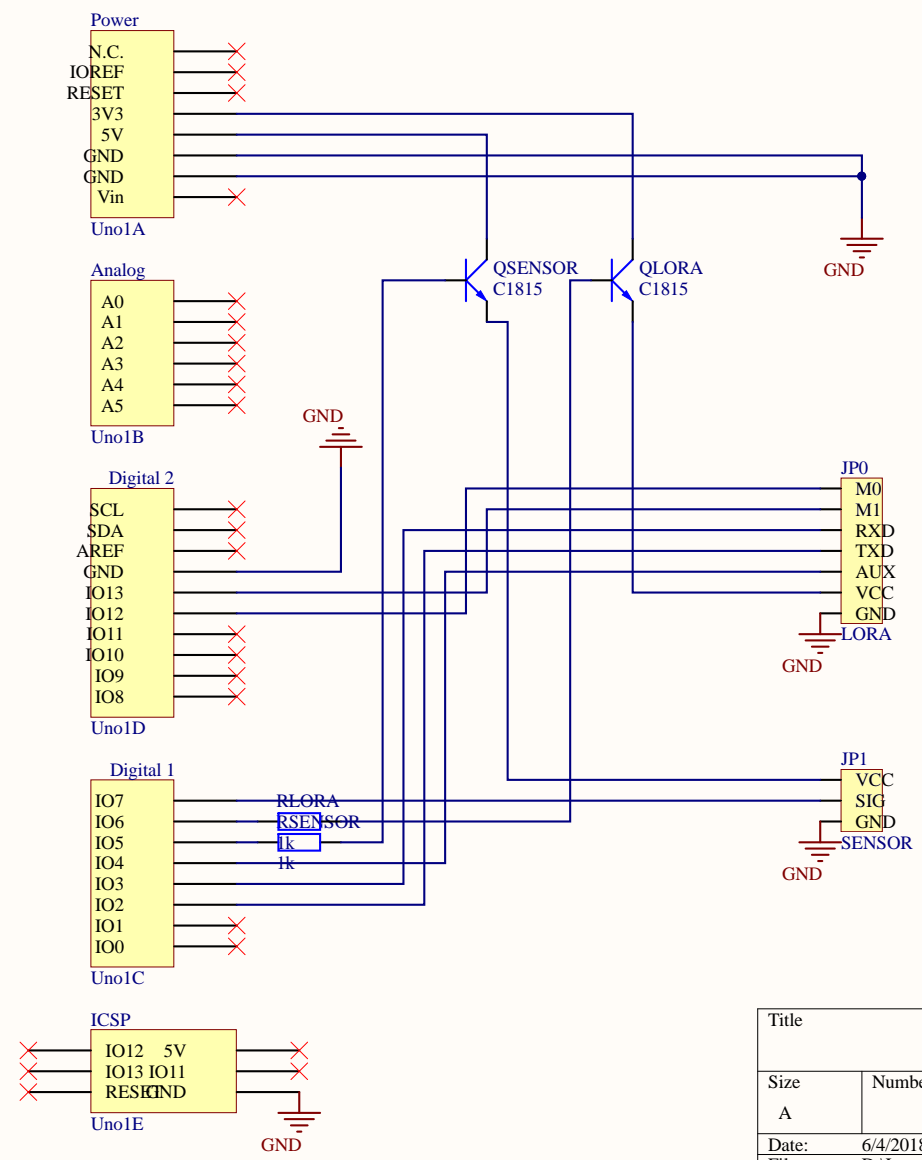 Power
N.C.
IOREF
RESET
3V3
5V
GND
GND
Vin
Uno1A
GND
QSENSOR
C1815
QLORA
C1815
Analog
A0
A1
A2
A3
A4
A5
Uno1B
GND
Digital 2
SCL
SDA
AREF
GND
IO13
IO12
IO11
IO10
IO9
IO8
Uno1D
JP0
M0
M1
RXD
TXD
AUX
VCC
GND
LORA
GND
Digital 1
IO7
IO6
IO5
IO4
IO3
IO2
IO1
IO0
Uno1C
RLORA
RSENSOR
1k
1k
JP1
VCC
SIG
GND
SENSOR
GND
ICSP
IO12 5V
IO13 IO11
RESET GND
Uno1E
GND
Title
Size
A
Date: 6/4/2018